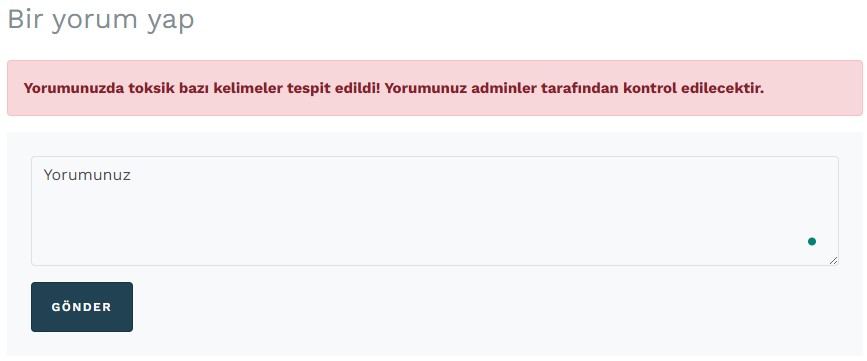 Bir yorum yap
Yorumunuzda toksik bazı kelimeler tespit edildi! Yorumunuz adminler tarafından kontrol edilecektir.
Yorumunuz
GÖNDER